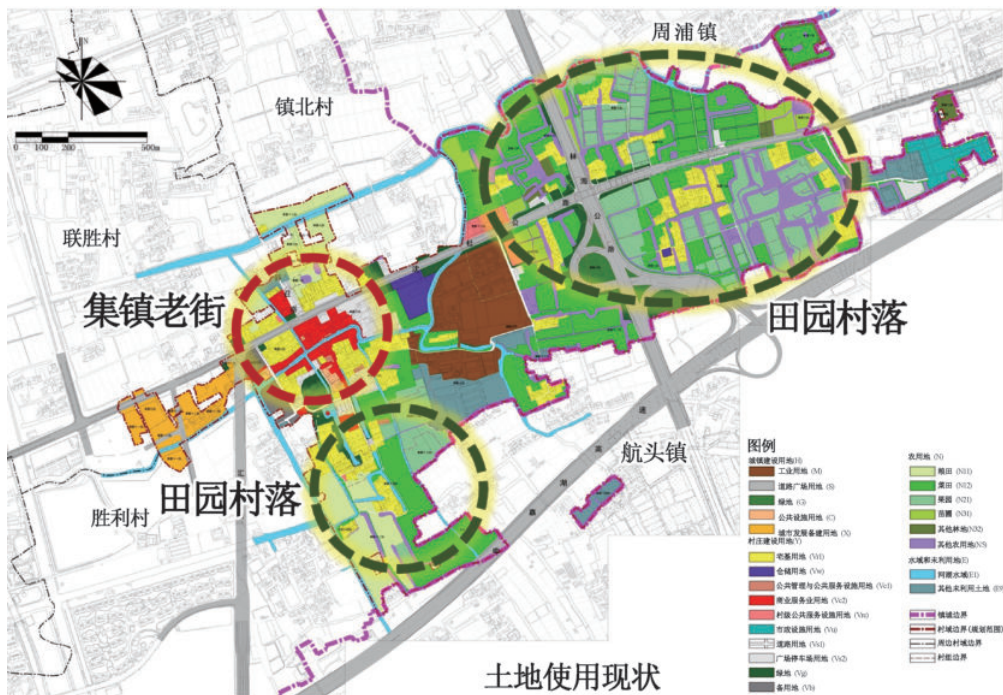 周浦镇
N
镇北村
0 100 200 500m
联胜村
集镇老街
田园村落
航头镇
田园村落
胜利村
图例
城镇建设用地(H)
工业用地 (M)
道路广场用地 (S)
绿地 (G)
公共设施用地 (C)
城市发展备建用地 (X)
村庄建设用地(V)
宅基用地 (Vr1)
仓储用地 (Vw)
公共管理与公共服务设施用地 (Vc1)
商业服务业用地 (Vc2)
村级公共服务设施用地 (Vrc)
市政设施用地 (Vu)
道路用地 (Vs1)
广场停车场用地 (Vs2)
绿地 (Vg)
备用地 (Vh)
农用地 (N)
粮田 (N11)
菜田 (N12)
果园 (N21)
苗圃 (N31)
其他林地(N32)
其他农用地(N5)
水域和未利用地(E)
河湖水域(E1)
其他未利用土地 (E9)
镇域边界
村域边界 (规划范围)
周边村域边界
村组边界
土地使用现状